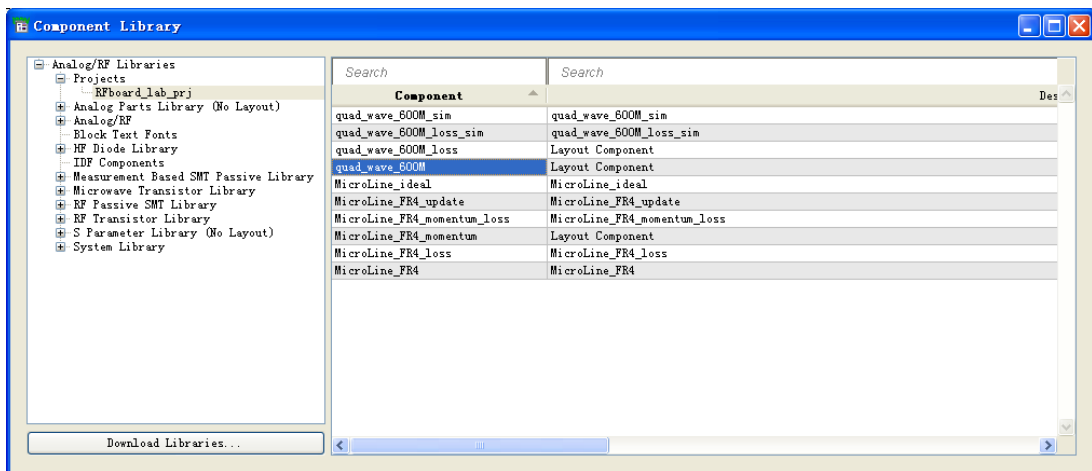 Component Library
Analog/RF Libraries
Projects
RFboard_lab_prj
Analog Parts Library (No Layout)
Analog/RF
Block Text Fonts
HF Diode Library
IDF Components
Measurement Based SMT Passive Library
Microwave Transistor Library
RF Passive SMT Library
RF Transistor Library
S Parameter Library (No Layout)
System Library
Download Libraries...
Search Search
Component Des
quad_wave_600M_sim quad_wave_600M_sim
quad_wave_600M_loss_sim quad_wave_600M_loss_sim
quad_wave_600M_loss Layout Component
quad_wave_600M Layout Component
MicroLine_ideal MicroLine_ideal
MicroLine_FR4_update MicroLine_FR4_update
MicroLine_FR4_momentum_loss MicroLine_FR4_momentum_loss
MicroLine_FR4_momentum Layout Component
MicroLine_FR4_loss MicroLine_FR4_loss
MicroLine_FR4 MicroLine_FR4